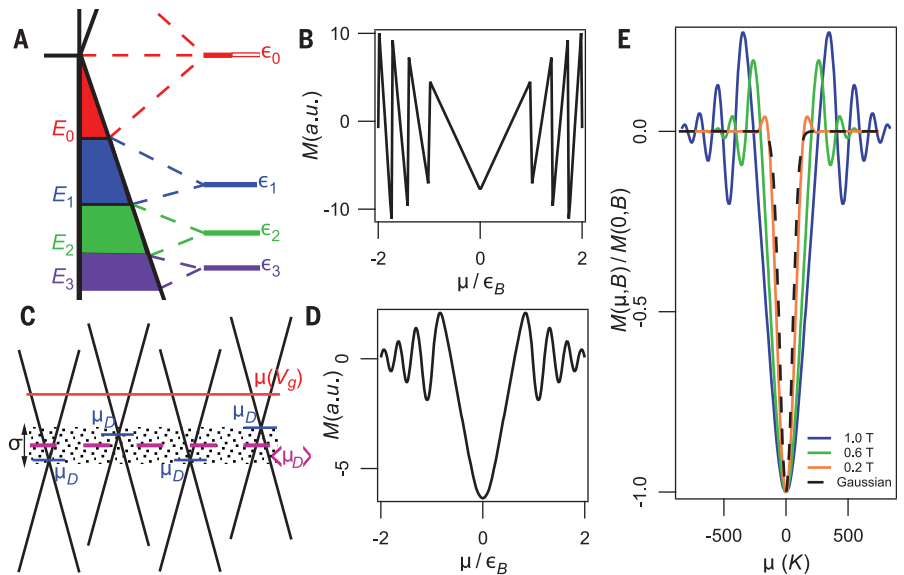 A
ϵ0
E0
E1
ϵ1
E2
ϵ2
E3
ϵ3
B
M(a.u.)
10
0
-10
-2
0
2
μ / ϵB
C
μ(Vg)
μD
μD
σ
μD
μD
<μD>
D
M(a.u.)
0
-5
-2
0
2
μ / ϵB
E
M(μ,B) / M(0,B)
0.0
-0.5
-1.0
1.0 T
0.6 T
0.2 T
Gaussian
-500
0
500
μ (K)